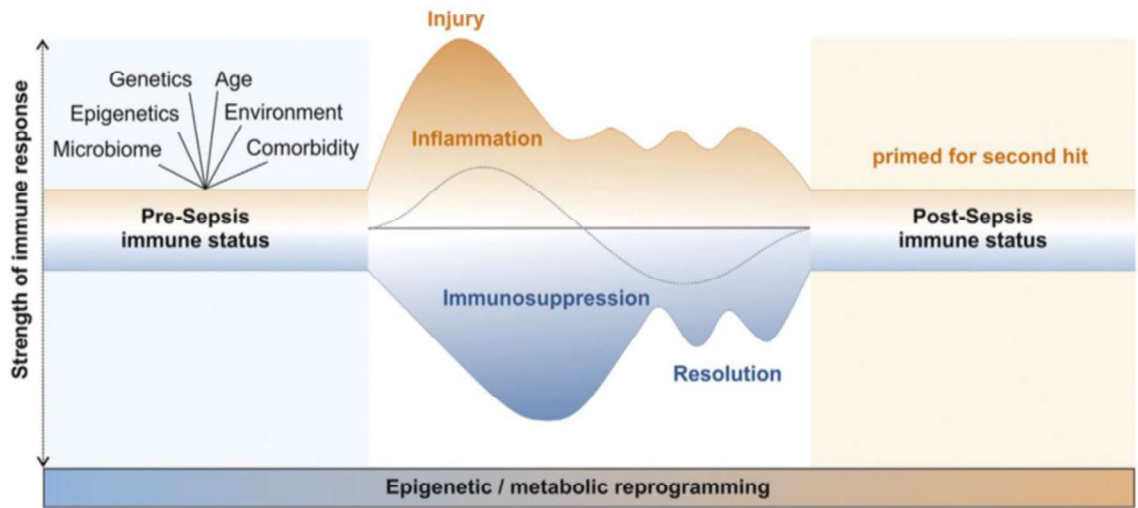 Injury
Genetics Age
Epigenetics Environment
Microbiome Comorbidity
Inflammation
primed for second hit
Strength of immune response
Pre-Sepsis
immune status
Post-Sepsis
immune status
Immunosuppression
Resolution
Epigenetic / metabolic reprogramming